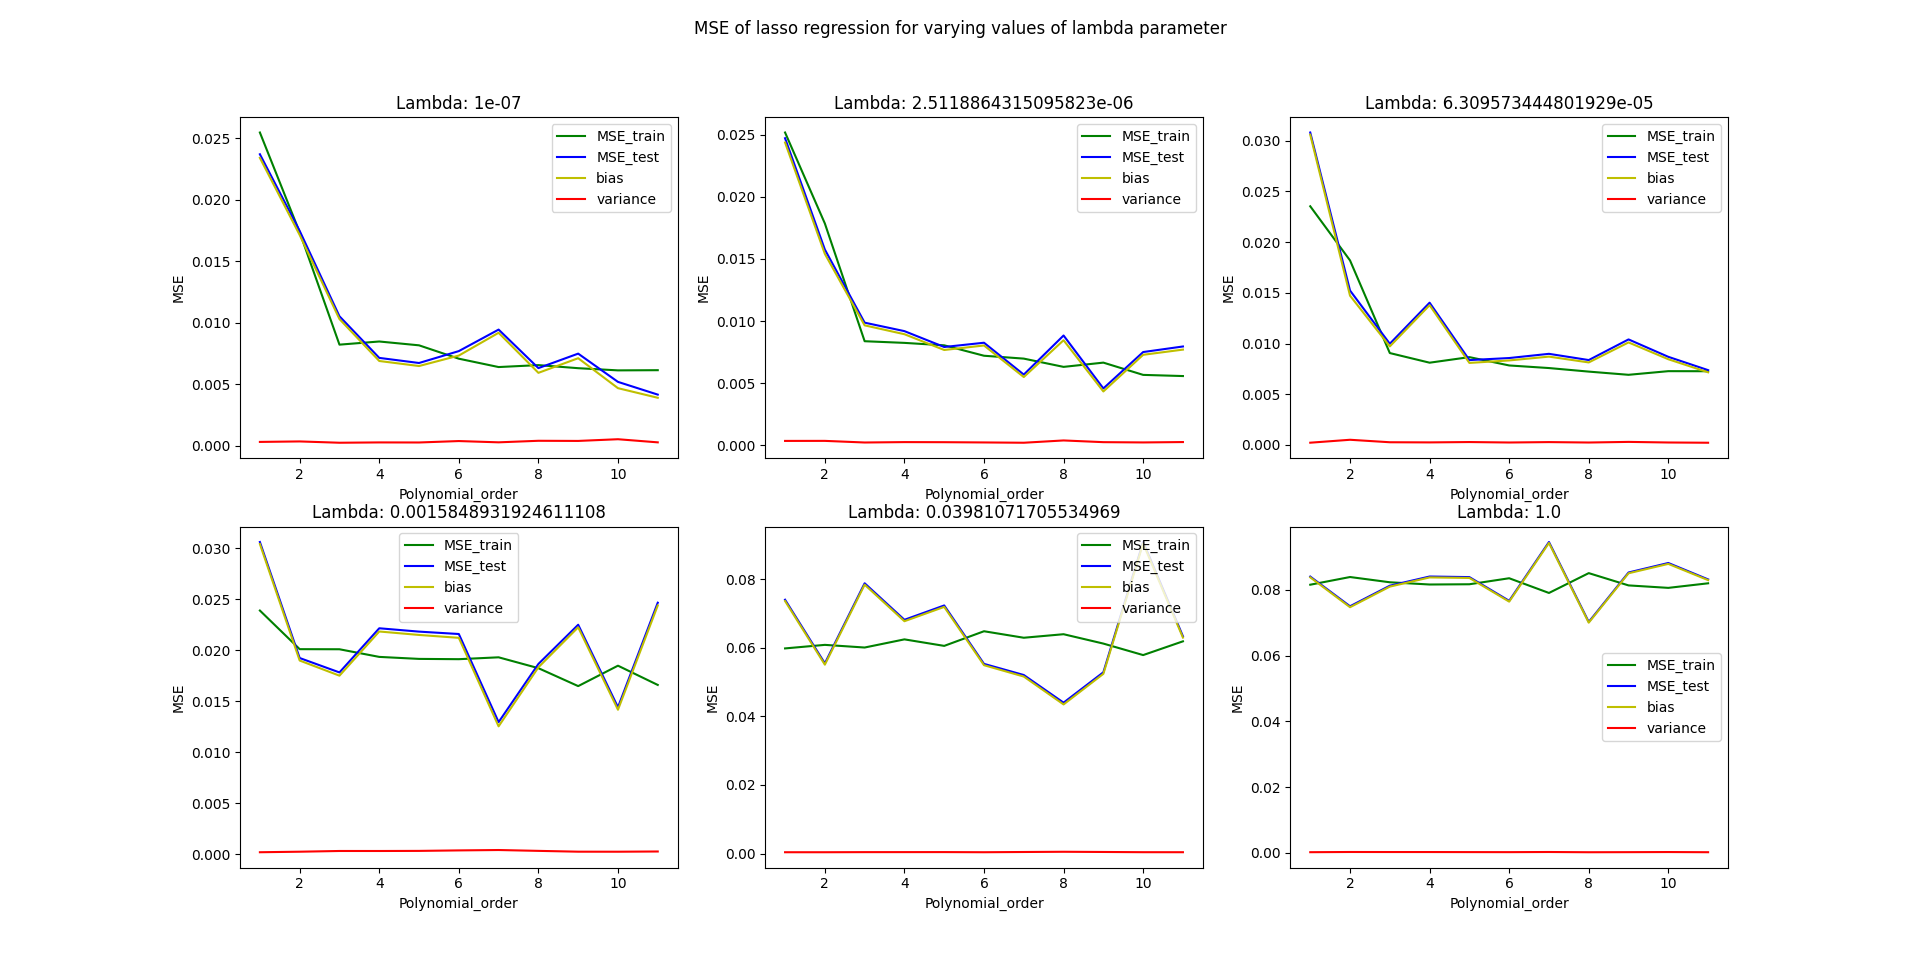 MSE of lasso regression for varying values of lambda parameter
Lambda: 1e-07
MSE_train
MSE_test
bias
variance
0.025
0.020
0.015
0.010
0.005
0.000
MSE
2 4 6 8 10
Polynomial_order
Lambda: 2.5118864315095823e-06
MSE_train
MSE_test
bias
variance
0.025
0.020
0.015
0.010
0.005
0.000
MSE
2 4 6 8 10
Polynomial_order
Lambda: 6.309573444801929e-05
MSE_train
MSE_test
bias
variance
0.030
0.025
0.020
0.015
0.010
0.005
0.000
MSE
2 4 6 8 10
Polynomial_order
Lambda: 0.0015848931924611108
MSE_train
MSE_test
bias
variance
0.030
0.025
0.020
0.015
0.010
0.005
0.000
MSE
2 4 6 8 10
Polynomial_order
Lambda: 0.03981071705534969
MSE_train
MSE_test
bias
variance
0.08
0.06
0.04
0.02
0.00
MSE
2 4 6 8 10
Polynomial_order
Lambda: 1.0
0.08
0.06
0.04
0.02
0.00
MSE
MSE_train
MSE_test
bias
variance
2 4 6 8 10
Polynomial_order